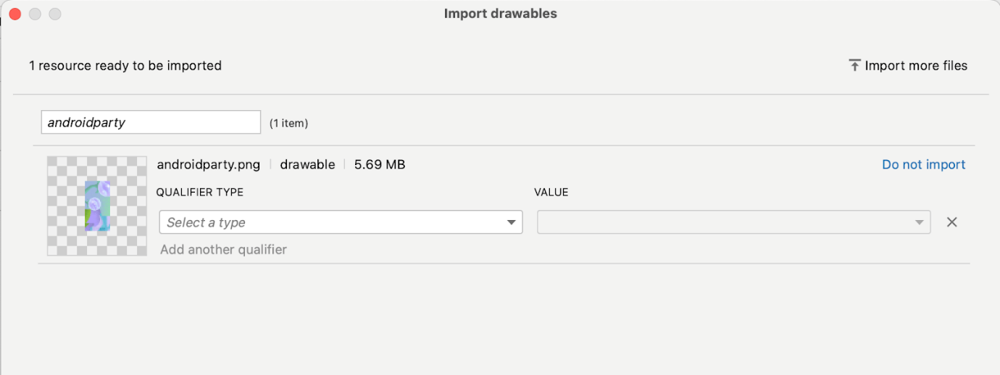 Import drawables
1 resource ready to be imported
Import more files
androidparty (1 item)
androidparty.png drawable 5.69 MB
Do not import
QUALIFIER TYPE
VALUE
Select a type
Add another qualifier